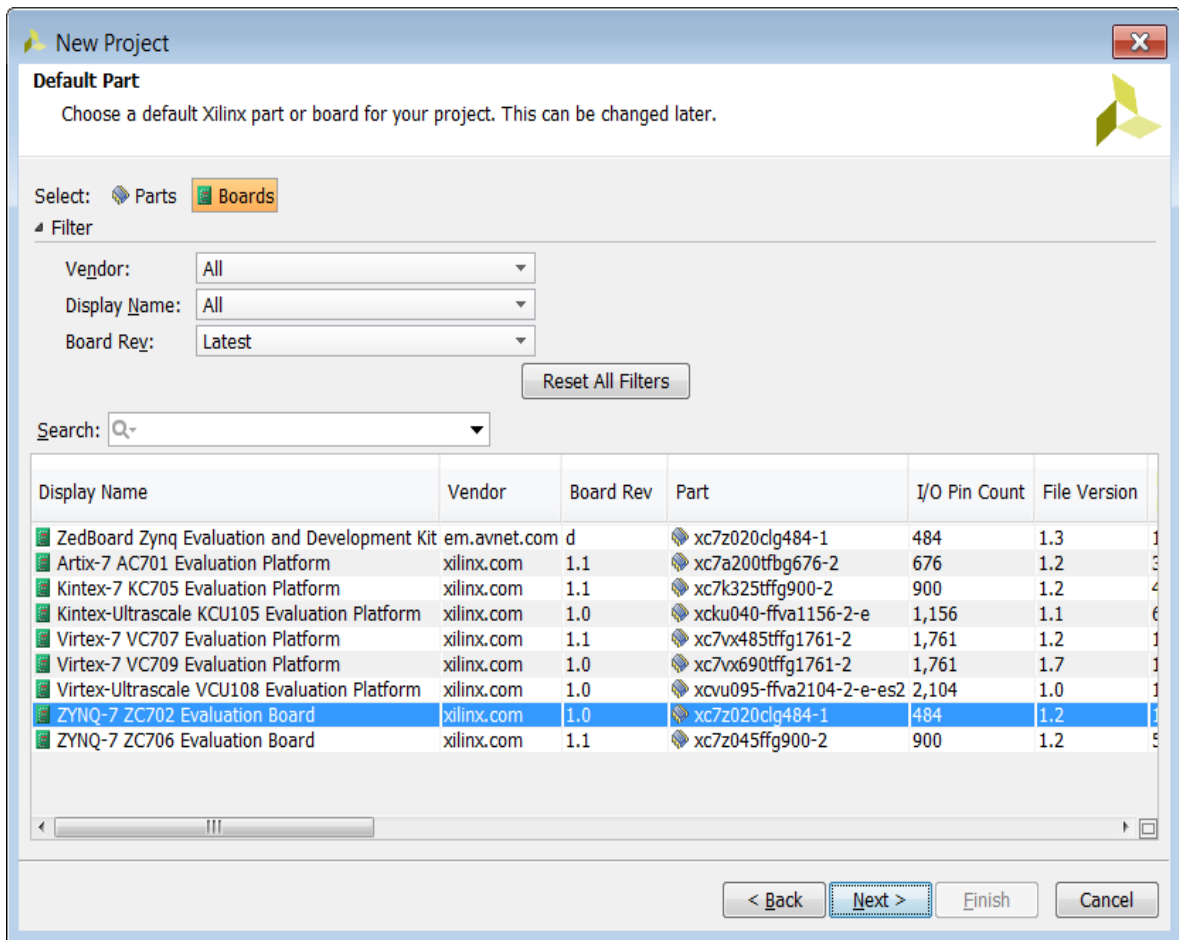 New Project
Default Part
Choose a default Xilinx part or board for your project. This can be changed later.
Select: Parts Boards
Filter
Vendor: All
Display Name: All
Board Rev: Latest
Reset All Filters
Search:
Display Name Vendor Board Rev Part I/O Pin Count File Version
ZedBoard Zynq Evaluation and Development Kit em.avnet.com d xc7z020clg484-1 484 1.3 1
Artix-7 AC701 Evaluation Platform xilinx.com 1.1 xc7a200tfbg676-2 676 1.2 3
Kintex-7 KC705 Evaluation Platform xilinx.com 1.1 xc7k325tffg900-2 900 1.2 4
Kintex-Ultrascale KCU105 Evaluation Platform xilinx.com 1.0 xcku040-ffva1156-2-e 1,156 1.1 6
Virtex-7 VC707 Evaluation Platform xilinx.com 1.1 xc7vx485tffg1761-2 1,761 1.2 1
Virtex-7 VC709 Evaluation Platform xilinx.com 1.0 xc7vx690tffg1761-2 1,761 1.7 1
Virtex-Ultrascale VCU108 Evaluation Platform xilinx.com 1.0 xcvu095-ffva2104-2-e-es2 2,104 1.0 1
ZYNQ-7 ZC702 Evaluation Board xilinx.com 1.0 xc7z020clg484-1 484 1.2 1
ZYNQ-7 ZC706 Evaluation Board xilinx.com 1.1 xc7z045ffg900-2 900 1.2 5
< Back Next > Finish Cancel